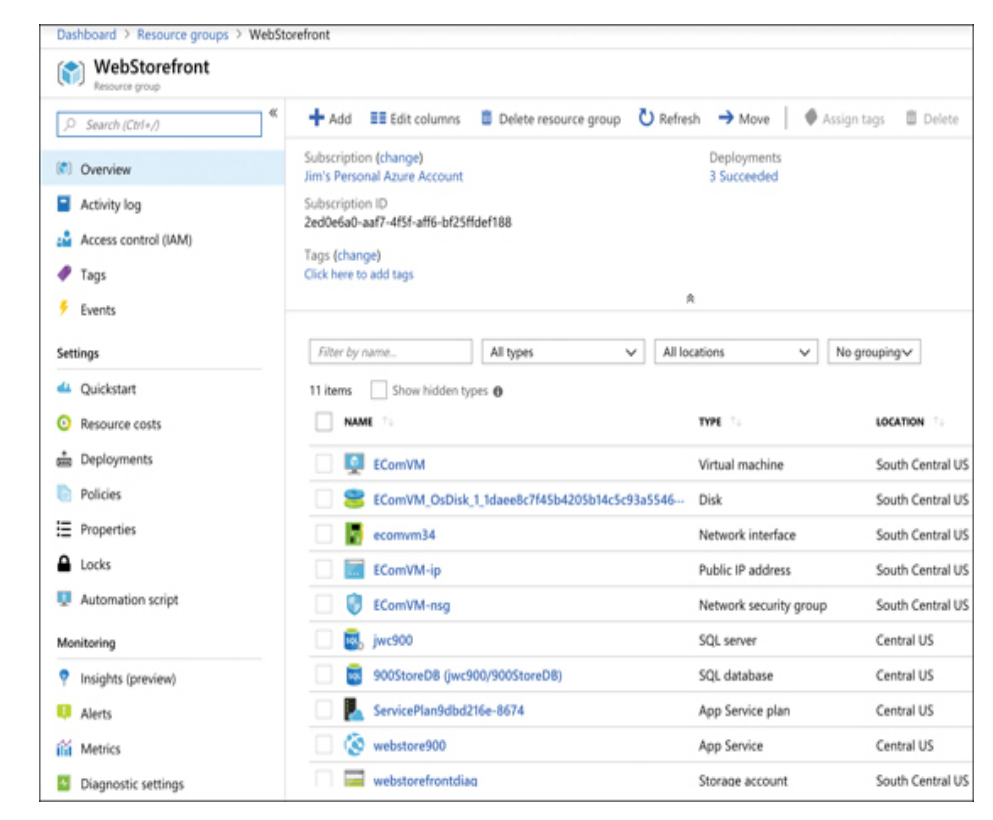 Dashboard > Resource groups > WebStorefront
WebStorefront
Resource group
Search (Ctrl+/)
«
Overview
Activity log
Access control (IAM)
Tags
Events
Settings
Quickstart
Resource costs
Deployments
Policies
Properties
Locks
Automation script
Monitoring
Insights (preview)
Alerts
Metrics
Diagnostic settings
Add Edit columns Delete resource group Refresh Move Assign tags Delete
Subscription (change)
Jim's Personal Azure Account
Deployments
3 Succeeded
Subscription ID
2ed0e6a0-aaf7-4f5f-aff6-bf25ffdef188
Tags (change)
Click here to add tags
Filter by name... All types All locations No grouping
11 items Show hidden types
NAME TYPE LOCATION
EComVM Virtual machine South Central US
EComVM_OsDisk_1_1daee8c7f45b4205b14c5c93a5546··· Disk South Central US
ecomvm34 Network interface South Central US
EComVM-ip Public IP address South Central US
EComVM-nsg Network security group South Central US
jwc900 SQL server Central US
900StoreDB (jwc900/900StoreDB) SQL database Central US
ServicePlan9dbd216e-8674 App Service plan Central US
webstore900 App Service Central US
webstorefrontdiag Storage account South Central US